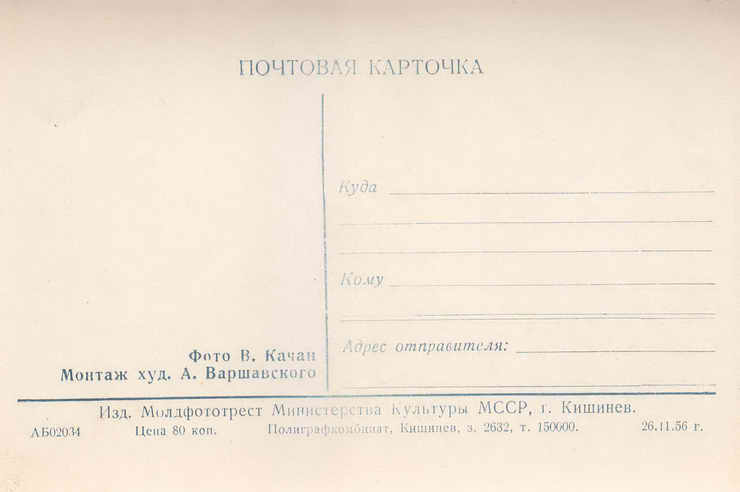 ПОЧТОВАЯ КАРТОЧКА
Куда
Кому
Адрес отправителя:
Фото В. Качан
Монтаж худ. А. Варшавского
Изд. Молдфототрест Министерства Культуры МССР, г. Кишинев.
АБ02034 Цена 80 коп. Полиграфкомбинат, Кишинев, з. 2632, т. 150000. 26.11.56 г.